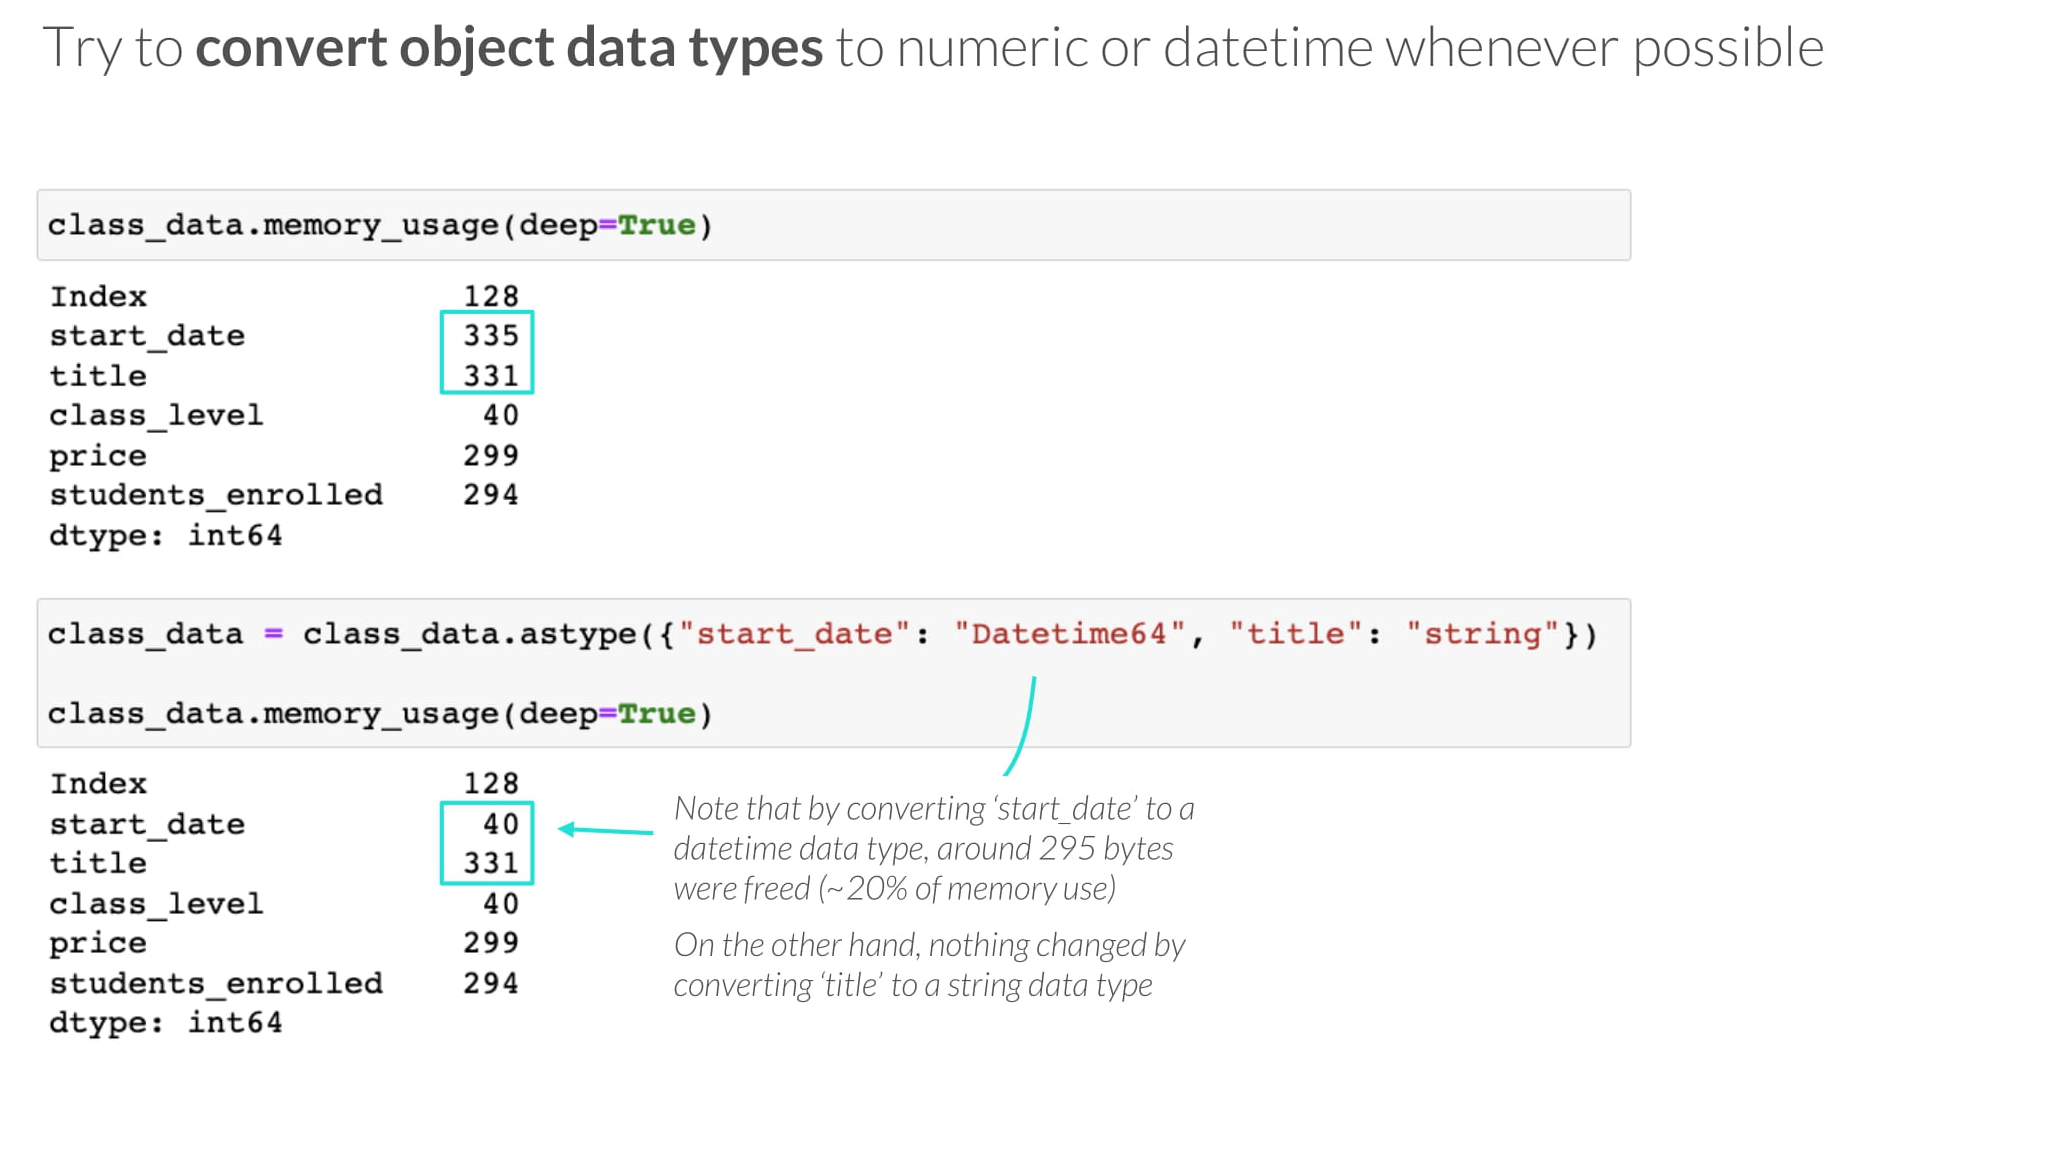 Try to convert object data types to numeric or datetime whenever possible
class_data.memory_usage(deep=True)
Index 128
start_date 335
title 331
class_level 40
price 299
students_enrolled 294
dtype: int64
class_data = class_data.astype({"start_date": "Datetime64", "title": "string"})
class_data.memory_usage(deep=True)
Index 128
start_date 40
title 331
class_level 40
price 299
students_enrolled 294
dtype: int64
Note that by converting ‘start_date’ to a
datetime data type, around 295 bytes
were freed (~20% of memory use)
On the other hand, nothing changed by
converting ‘title’ to a string data type